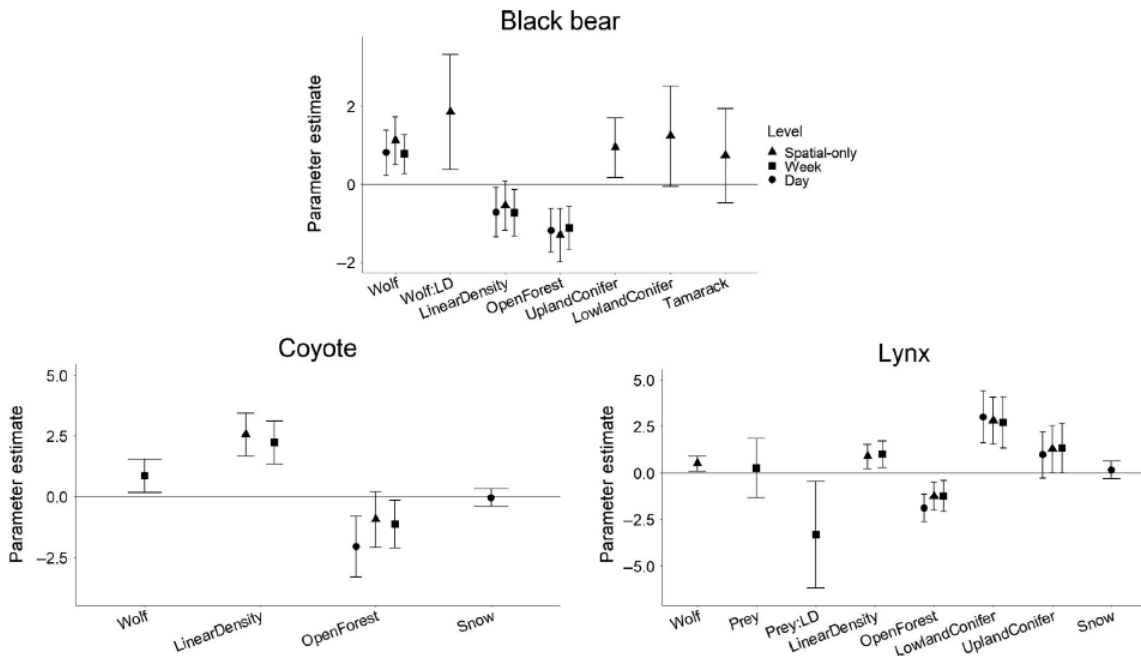 Black bear
Parameter estimate
2
0
−2
Wolf
Wolf:LD
LinearDensity
OpenForest
UplandConifer
LowlandConifer
Tamarack
Level
Spatial-only
Week
Day
Coyote
Parameter estimate
5.0
2.5
0.0
−2.5
Wolf
LinearDensity
OpenForest
Snow
Lynx
Parameter estimate
5.0
2.5
0.0
−2.5
−5.0
Wolf
Prey
Prey:LD
LinearDensity
OpenForest
LowlandConifer
UplandConifer
Snow